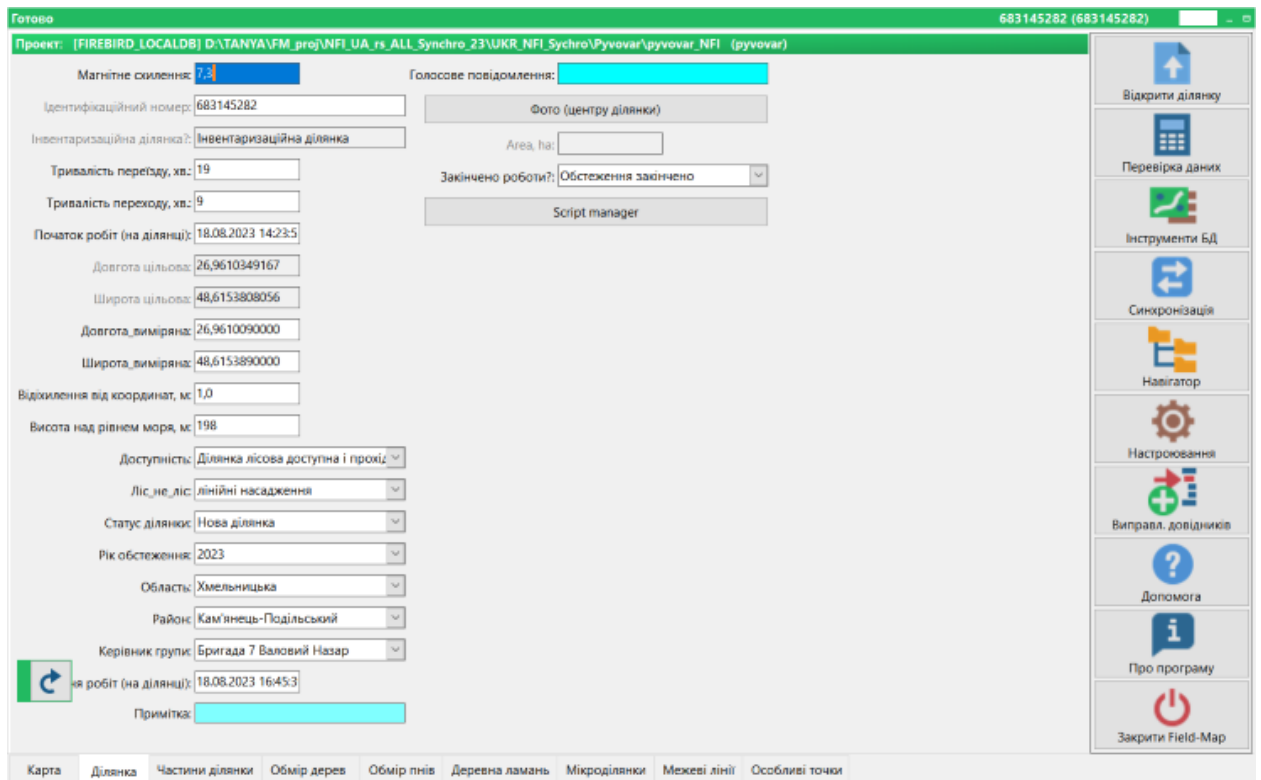 Готово 683145282 (683145282)
Проект: [FIREBIRD_LOCALDB] D:\TANYA\FM_proj\NFI_UA_rs_ALL_Synchro_23\UKR_NFI_Sychro\Pyvovar\pyvovar_NFI (pyvovar)
Магнітне схилення: 7,3
Ідентифікаційний номер: 683145282
Інвентаризаційна ділянка?: Інвентаризаційна ділянка
Тривалість переїзду, хв.: 19
Тривалість переходу, хв.: 9
Початок робіт (на ділянці): 18.08.2023 14:23:5
Довгота цільова: 26,9610349167
Широта цільова: 48,6153808056
Довгота_виміряна: 26,9610090000
Широта_виміряна: 48,6153890000
Відхилення від координат, м: 1,0
Висота над рівнем моря, м: 198
Доступність: Ділянка лісова доступна і прохід
Ліс_не_ліс: лінійні насадження
Статус ділянки: Нова ділянка
Рік обстеження: 2023
Область: Хмельницька
Район: Кам'янець-Подільський
Керівник групи: Бригада 7 Валовий Назар
ня робіт (на ділянці): 18.08.2023 16:45:3
Примітка:
Голосове повідомлення:
Фото (центру ділянки)
Area, ha:
Закінчено роботи?: Обстеження закінчено
Script manager
Відкрити ділянку
Перевірка даних
Інструменти БД
Синхронізація
Навігатор
Настроювання
Виправл. довідників
Допомога
Про програму
Закрити Field-Map
Карта Ділянка Частини ділянки Обмір дерев Обмір пнів Деревна ламань Мікроділянки Межеві лінії Особливі точки